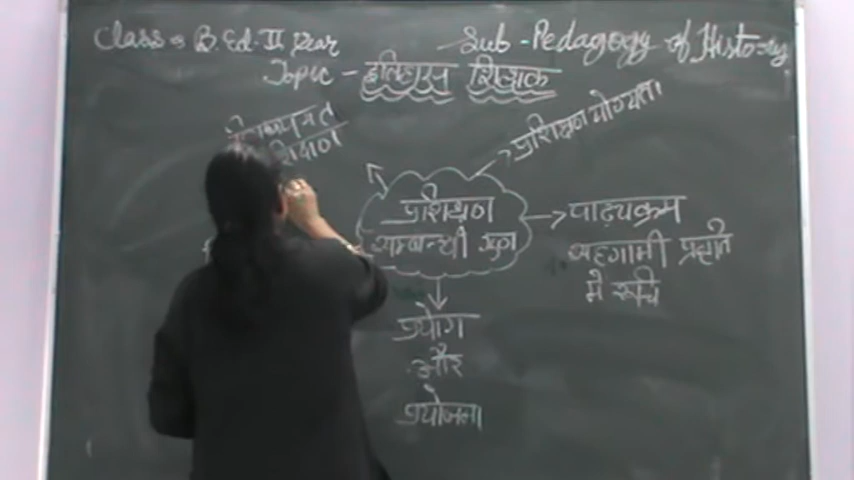 Class :- B.Ed. II year
Sub - Pedagogy of History
Topic - इतिहास शिक्षक
प्रशिक्षण योग्यता
शिक्षण
प्रशिक्षण
सम्बन्धी गुण
पाठ्यक्रम
सहगामी प्रवृति
में रूचि
प्रयोग
और
प्रयोजना